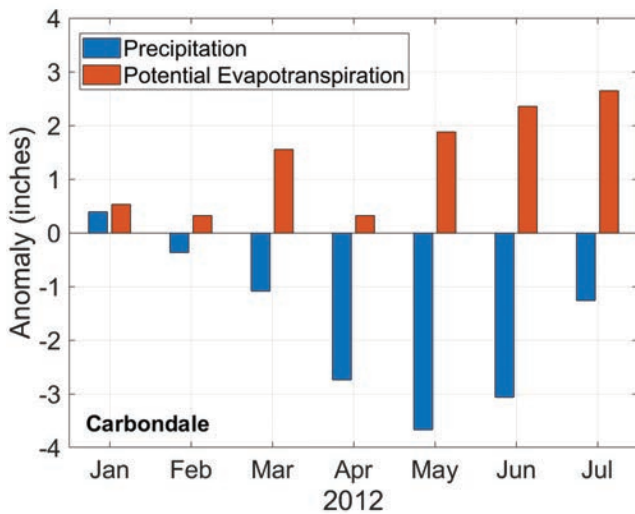 4
3
2
1
0
-1
-2
-3
-4
Anomaly (inches)
Precipitation
Potential Evapotranspiration
Carbondale
Jan Feb Mar Apr May Jun Jul
2012